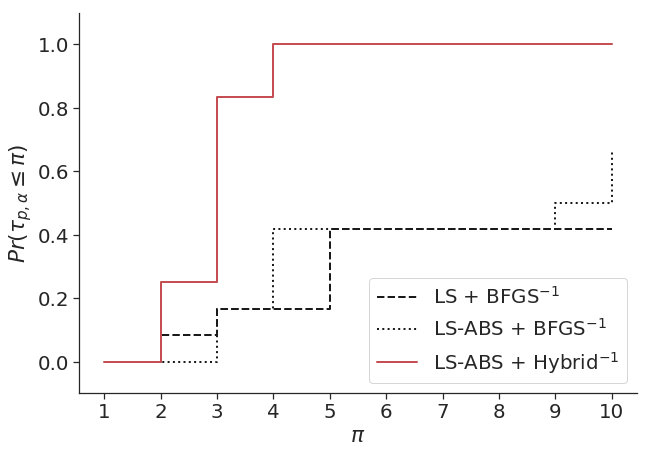 1.0
0.8
0.6
0.4
0.2
0.0
Pr(τ_{p,α} ≤ π)
LS + BFGS⁻¹
LS-ABS + BFGS⁻¹
LS-ABS + Hybrid⁻¹
1 2 3 4 5 6 7 8 9 10
π